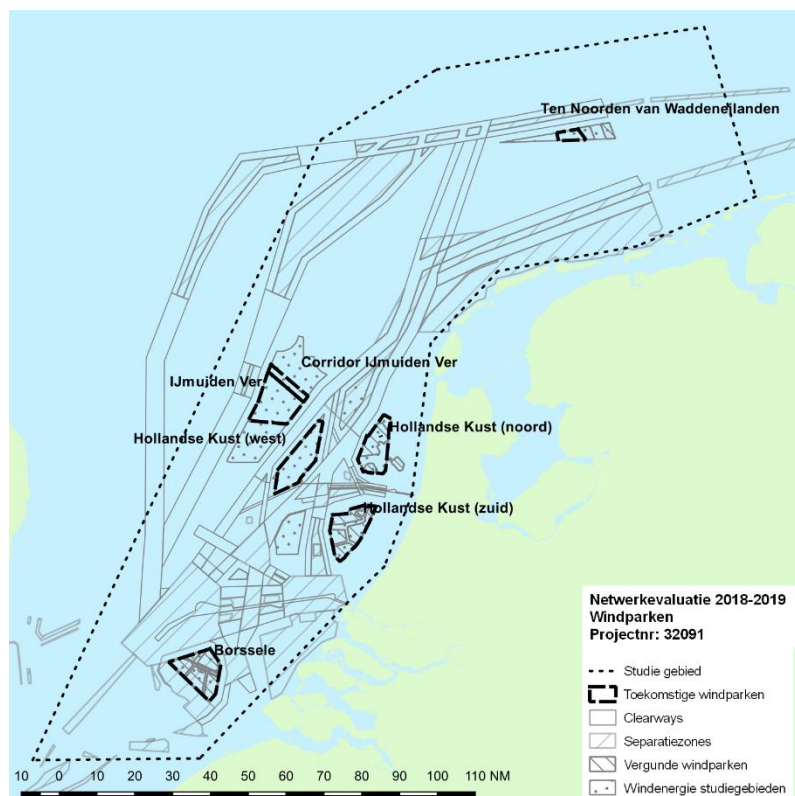 Ten Noorden van Waddeneilanden
Corridor IJmuiden Ver
IJmuiden Ver
Hollandse Kust (west)
Hollandse Kust (noord)
Hollandse Kust (zuid)
Borssele
Netwerkevaluatie 2018-2019
Windparken
Projectnr: 32091
Studie gebied
Toekomstige windparken
Clearways
Separatiezones
Vergunde windparken
Windenergie studiegebieden
10 0 10 20 30 40 50 60 70 80 90 100 110 NM